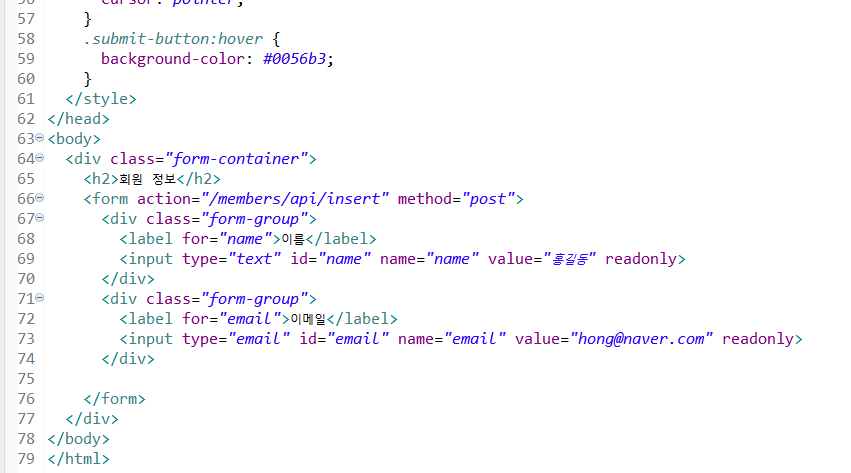 56 cursor: pointer;
57 }
58 .submit-button:hover {
59 background-color: #0056b3;
60 }
61 </style>
62 </head>
63 <body>
64 <div class="form-container">
65 <h2>회원 정보</h2>
66 <form action="/members/api/insert" method="post">
67 <div class="form-group">
68 <label for="name">이름</label>
69 <input type="text" id="name" name="name" value="홍길동" readonly>
70 </div>
71 <div class="form-group">
72 <label for="email">이메일</label>
73 <input type="email" id="email" name="email" value="hong@naver.com" readonly>
74 </div>
75
76 </form>
77 </div>
78 </body>
79 </html>